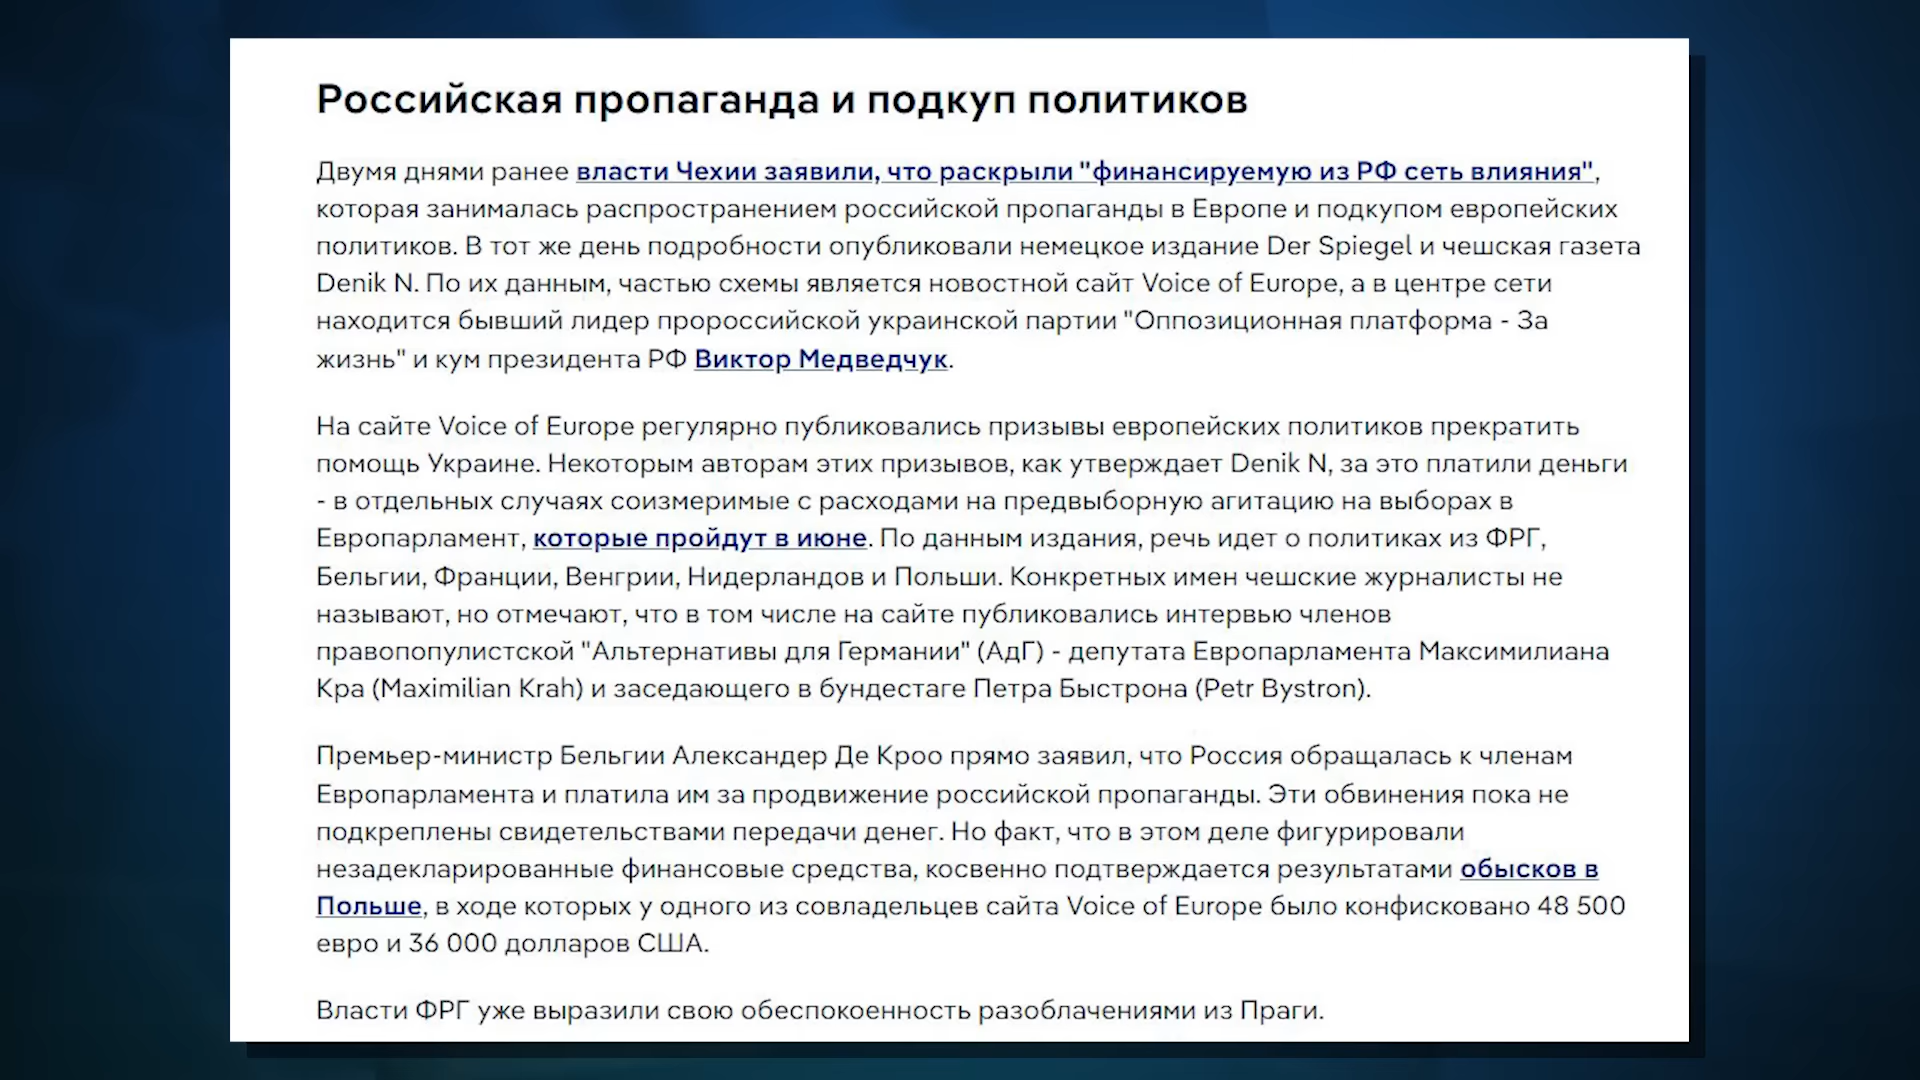 Российская пропаганда и подкуп политиков
Двумя днями ранее власти Чехии заявили, что раскрыли "финансируемую из РФ сеть влияния",
которая занималась распространением российской пропаганды в Европе и подкупом европейских
политиков. В тот же день подробности опубликовали немецкое издание Der Spiegel и чешская газета
Denik N. По их данным, частью схемы является новостной сайт Voice of Europe, а в центре сети
находится бывший лидер пророссийской украинской партии "Оппозиционная платформа - За
жизнь" и кум президента РФ Виктор Медведчук.
На сайте Voice of Europe регулярно публиковались призывы европейских политиков прекратить
помощь Украине. Некоторым авторам этих призывов, как утверждает Denik N, за это платили деньги
- в отдельных случаях соизмеримые с расходами на предвыборную агитацию на выборах в
Европарламент, которые пройдут в июне. По данным издания, речь идет о политиках из ФРГ,
Бельгии, Франции, Венгрии, Нидерландов и Польши. Конкретных имен чешские журналисты не
называют, но отмечают, что в том числе на сайте публиковались интервью членов
правопопулистской "Альтернативы для Германии" (АдГ) - депутата Европарламента Максимилиана
Кра (Maximilian Krah) и заседающего в бундестаге Петра Быстрона (Petr Bystron).
Премьер-министр Бельгии Александер Де Кроо прямо заявил, что Россия обращалась к членам
Европарламента и платила им за продвижение российской пропаганды. Эти обвинения пока не
подкреплены свидетельствами передачи денег. Но факт, что в этом деле фигурировали
незадекларированные финансовые средства, косвенно подтверждается результатами обысков в
Польше, в ходе которых у одного из совладельцев сайта Voice of Europe было конфисковано 48 500
евро и 36 000 долларов США.
Власти ФРГ уже выразили свою обеспокоенность разоблачениями из Праги.